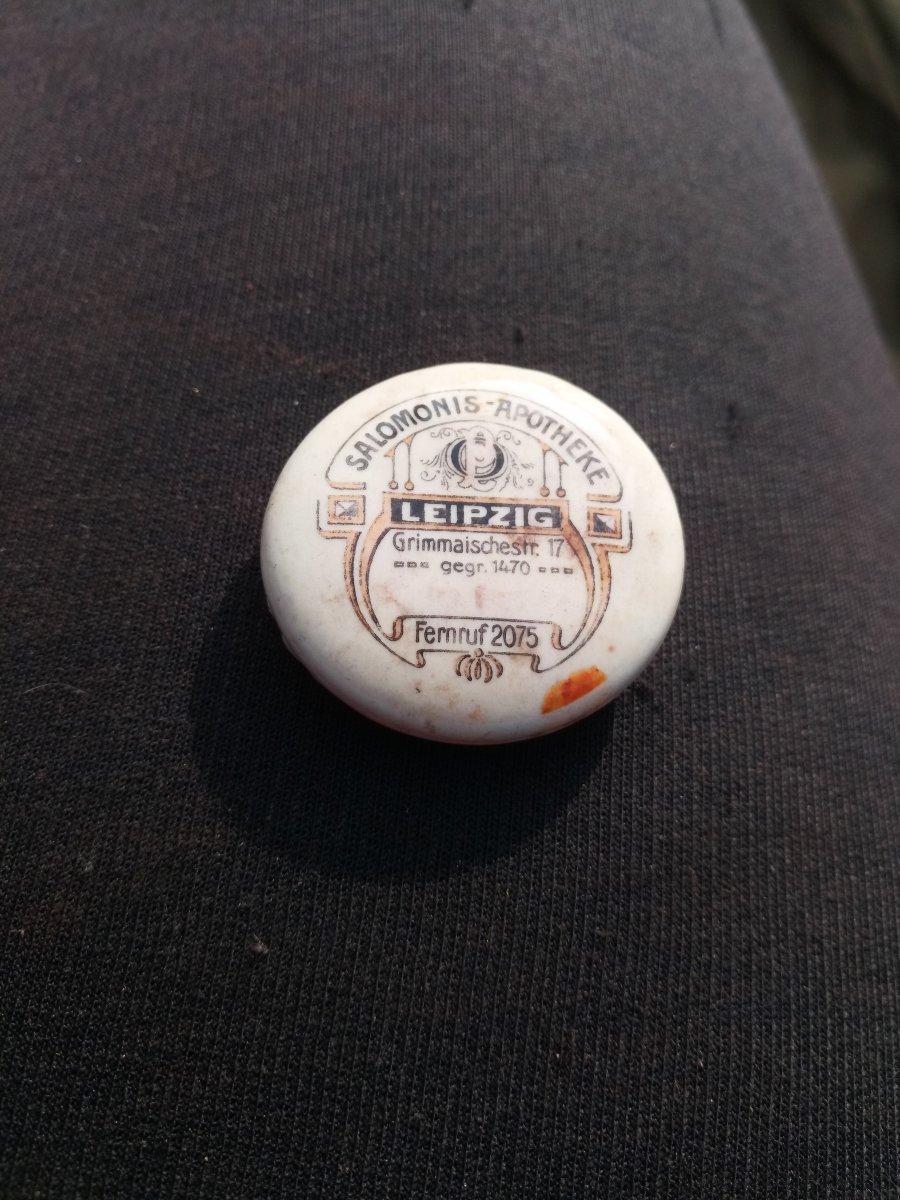 SALOMONIS-APOTHEKE
LEIPZIG
Grimmaischestr. 17
gegr. 1470
Fernruf 2075